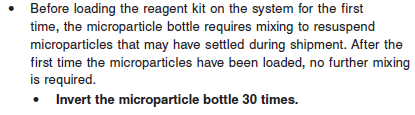 • Before loading the reagent kit on the system for the first
time, the microparticle bottle requires mixing to resuspend
microparticles that may have settled during shipment. After the
first time the microparticles have been loaded, no further mixing
is required.
• Invert the microparticle bottle 30 times.